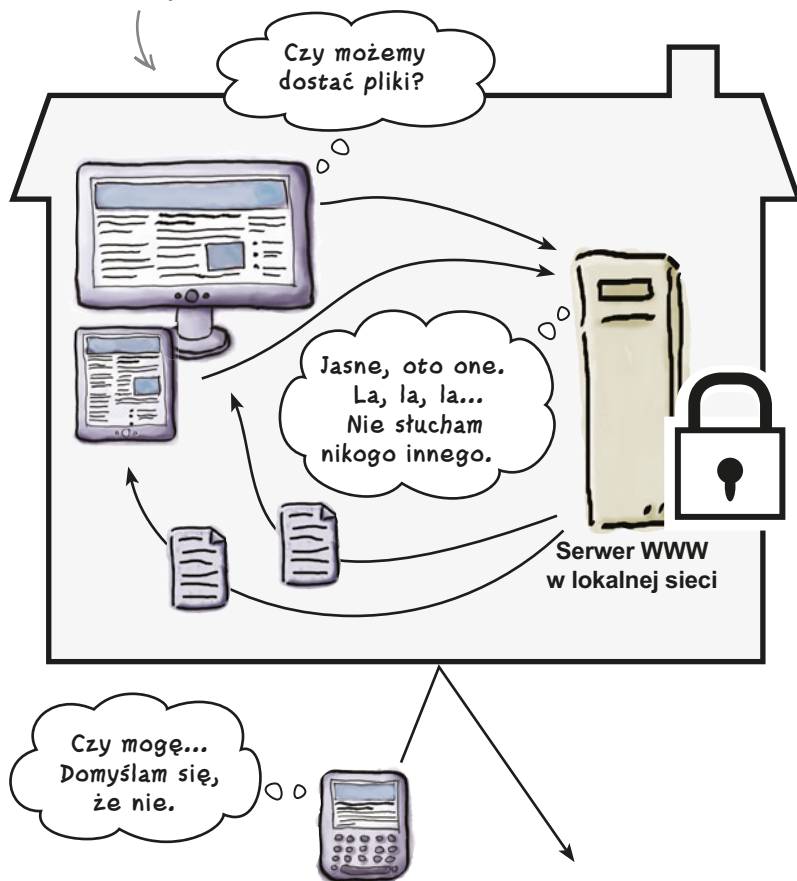 Czy możemy
dostać pliki?
Jasne, oto one.
La, la, la...
Nie słucham
nikogo innego.
Serwer WWW
w lokalnej sieci
Czy mogę...
Domyślam się,
że nie.